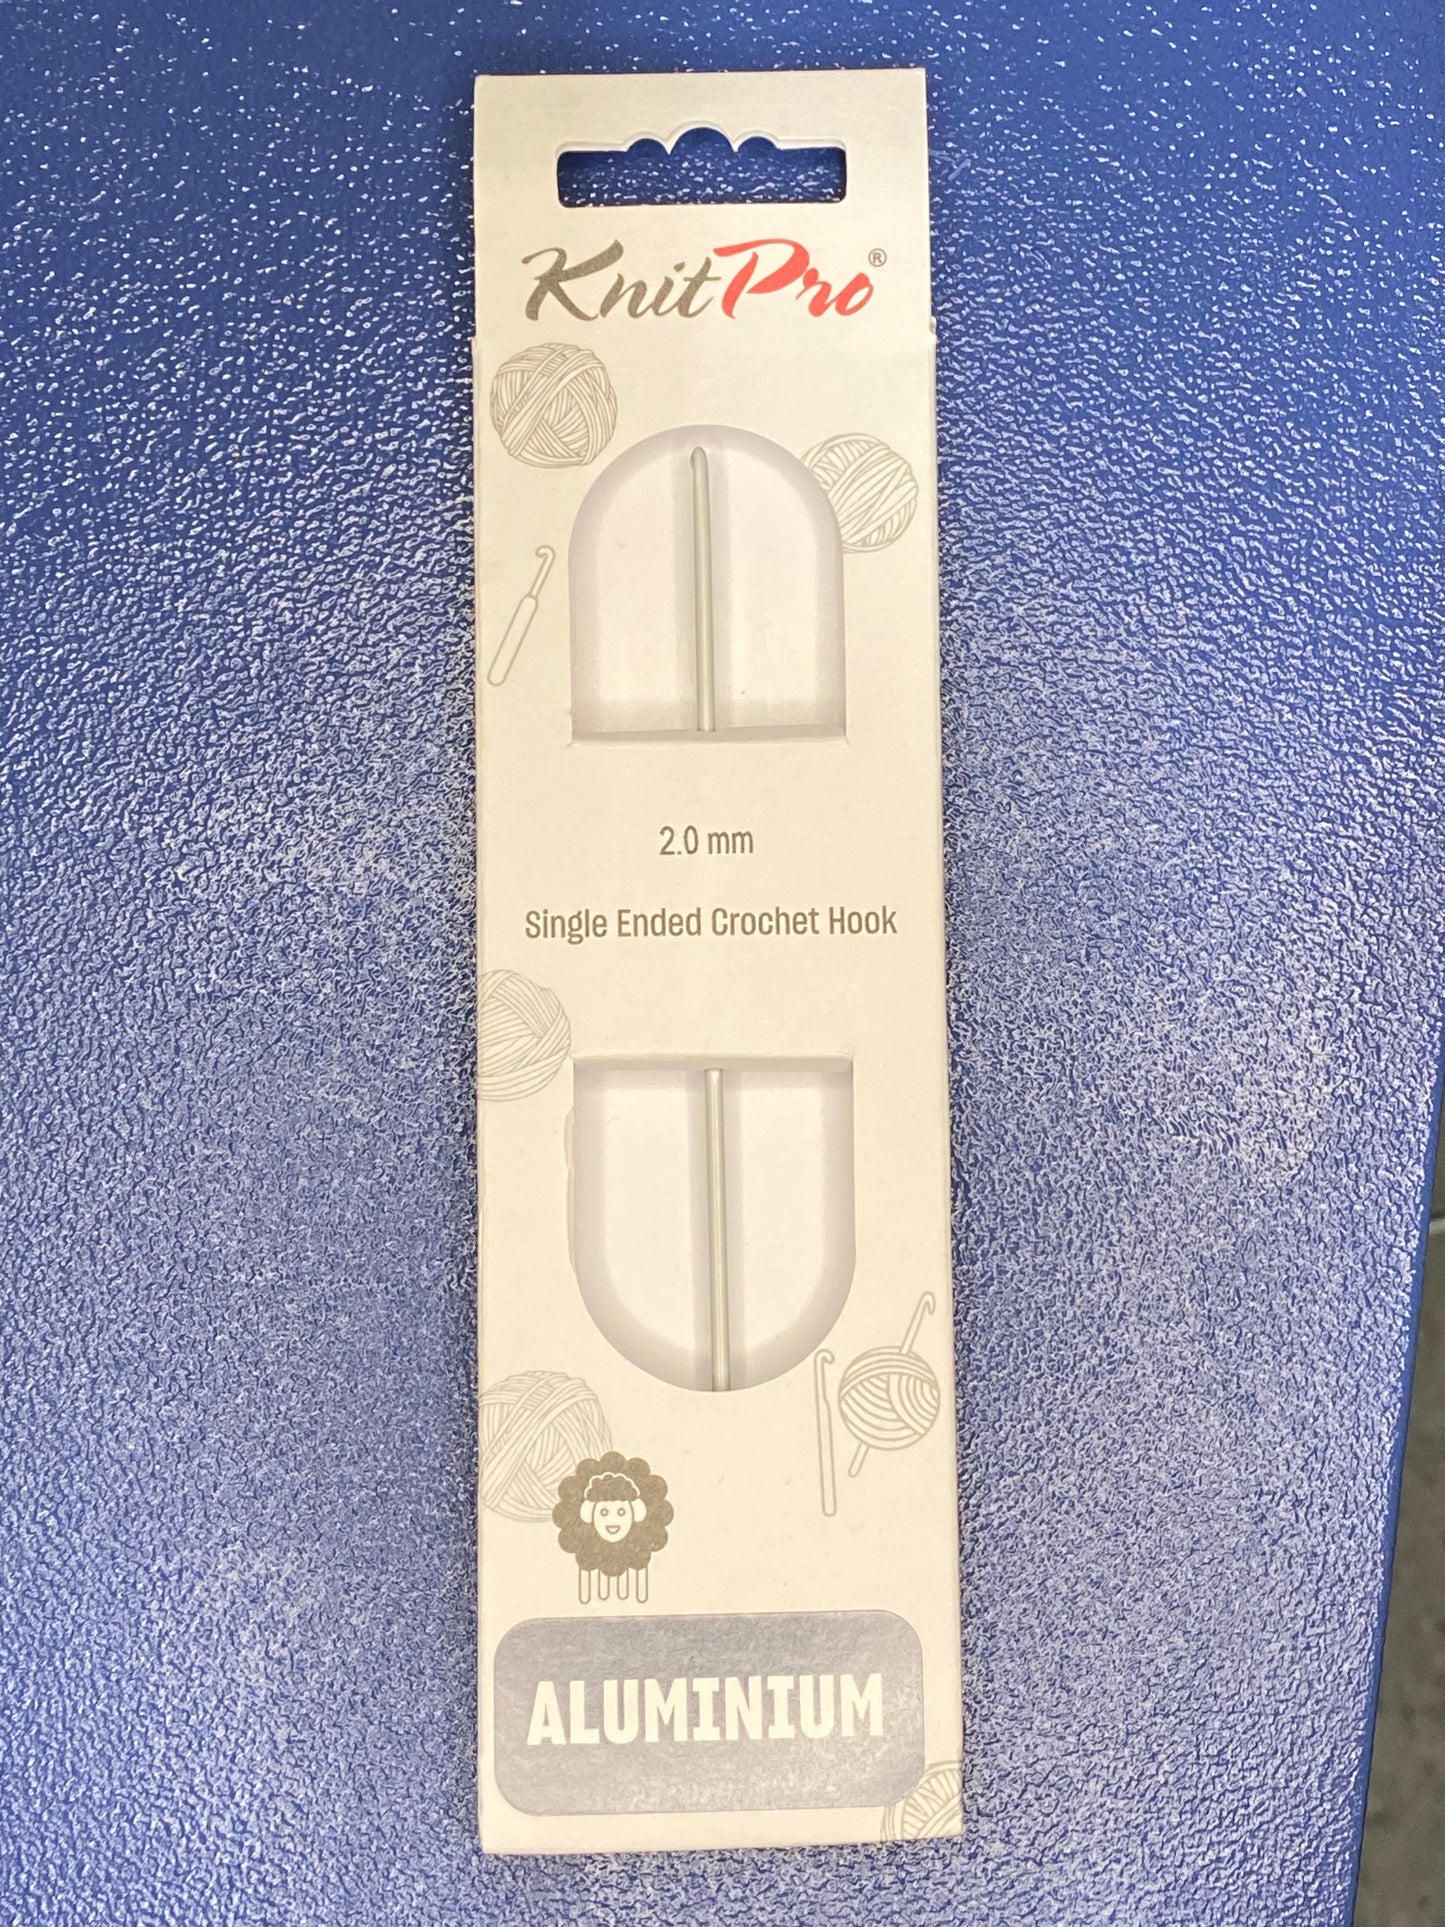 KnitPro®
2.0 mm
Single Ended Crochet Hook
ALUMINIUM